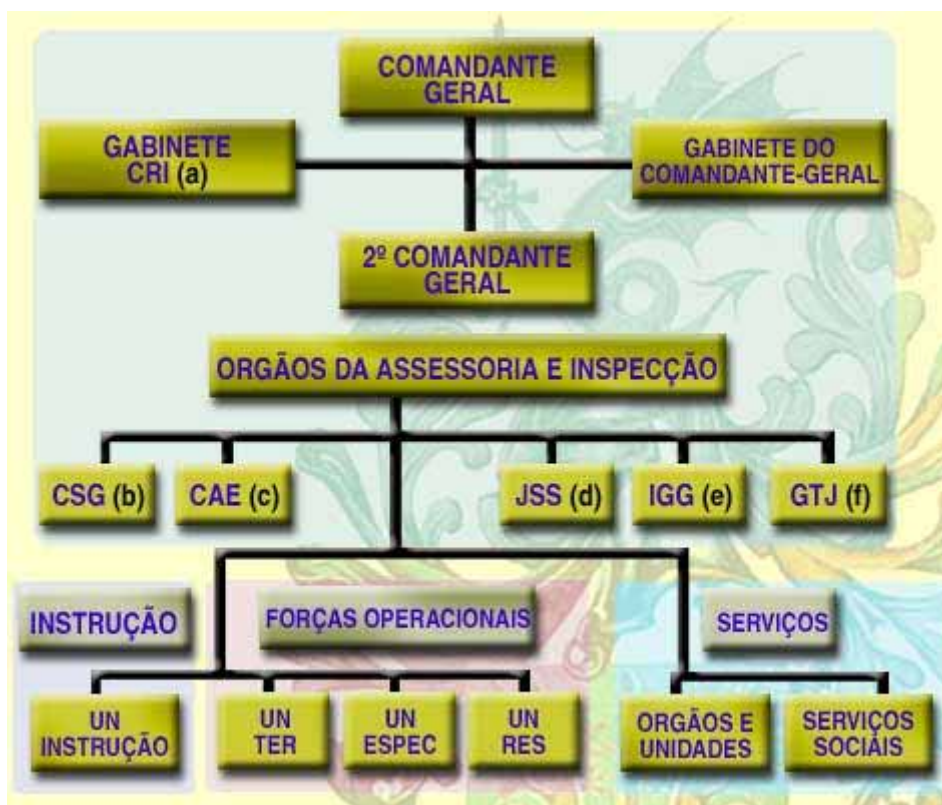 COMANDANTE
GERAL
GABINETE
CRI (a)
GABINETE DO
COMANDANTE-GERAL
2º COMANDANTE
GERAL
ORGÃOS DA ASSESSORIA E INSPECÇÃO
CSG (b)
CAE (c)
JSS (d)
IGG (e)
GTJ (f)
INSTRUÇÃO
FORÇAS OPERACIONAIS
SERVIÇOS
UN
INSTRUÇÃO
UN
TER
UN
ESPEC
UN
RES
ORGÃOS E
UNIDADES
SERVIÇOS
SOCIAIS